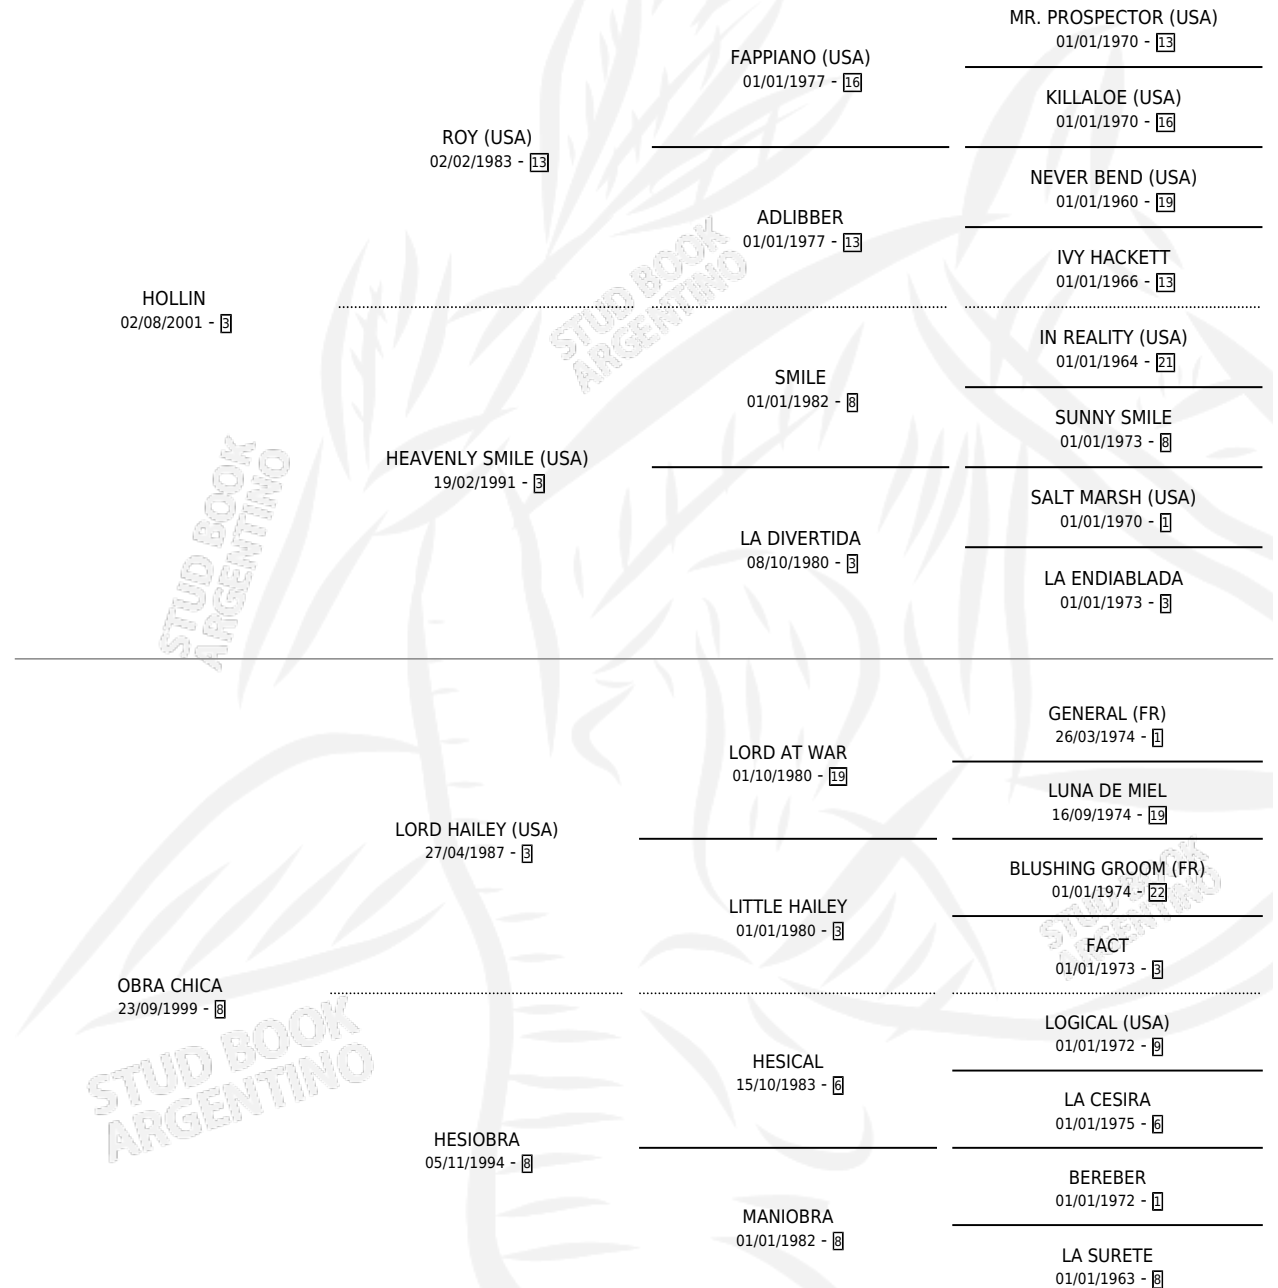 MR. PROSPECTOR (USA)
01/01/1970 - 13
FAPPIANO (USA)
01/01/1977 - 16
KILLALOE (USA)
01/01/1970 - 16
ROY (USA)
02/02/1983 - 13
NEVER BEND (USA)
01/01/1960 - 19
ADLIBBER
01/01/1977 - 13
IVY HACKETT
01/01/1966 - 13
HOLLIN
02/08/2001 - 3
IN REALITY (USA)
01/01/1964 - 21
SMILE
01/01/1982 - 8
SUNNY SMILE
01/01/1973 - 8
HEAVENLY SMILE (USA)
19/02/1991 - 3
SALT MARSH (USA)
01/01/1970 - 1
LA DIVERTIDA
08/10/1980 - 3
LA ENDIABLADA
01/01/1973 - 3
GENERAL (FR)
26/03/1974 - 1
LORD AT WAR
01/10/1980 - 19
LUNA DE MIEL
16/09/1974 - 19
LORD HAILEY (USA)
27/04/1987 - 3
BLUSHING GROOM (FR)
01/01/1974 - 22
LITTLE HAILEY
01/01/1980 - 3
FACT
01/01/1973 - 3
OBRA CHICA
23/09/1999 - 8
LOGICAL (USA)
01/01/1972 - 9
HESICAL
15/10/1983 - 6
LA CESIRA
01/01/1975 - 6
HESIOBRA
05/11/1994 - 8
BEREBER
01/01/1972 - 1
MANIOBRA
01/01/1982 - 8
LA SURETE
01/01/1963 - 8
STUD BOOK
ARGENTINO
STUD BOOK
ARGENTINO
STUD BOOK
ARGENTINO
STUD BOOK
ARGENTINO